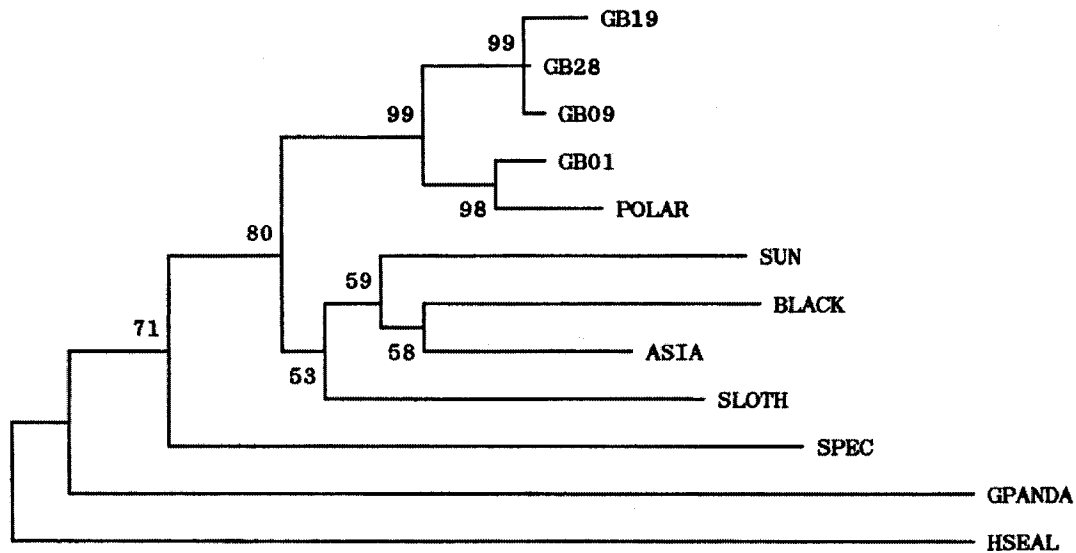 GB19
99
GB28
99
GB09
GB01
98
POLAR
80
SUN
59
BLACK
71
58
ASIA
53
SLOTH
SPEC
GPANDA
HSEAL